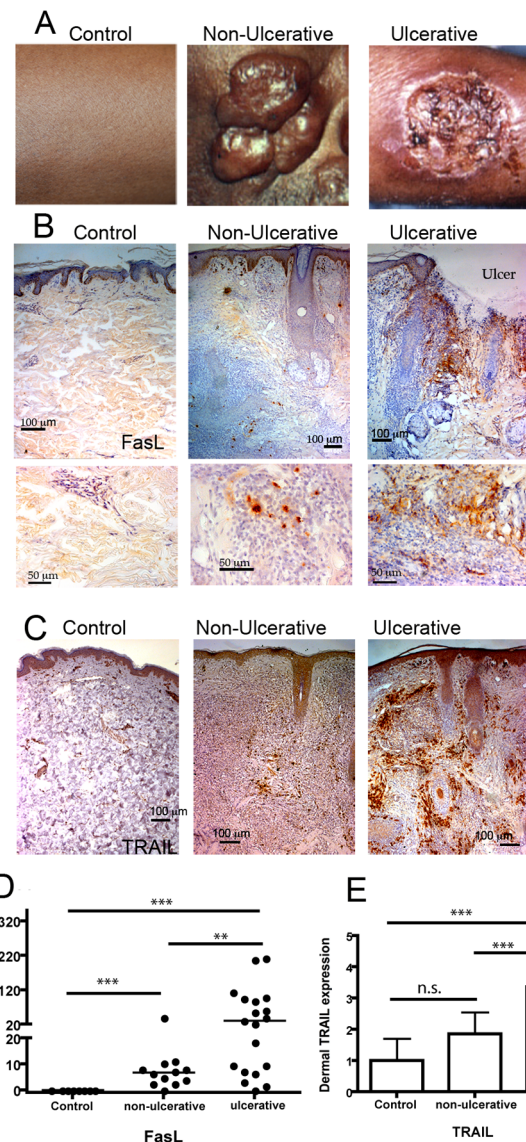 A
Control Non-Ulcerative Ulcerative
B
Control Non-Ulcerative Ulcerative
Ulcer
100 µm 100 µm 100 µm
FasL
50 µm 50 µm 50 µm
C
Control Non-Ulcerative Ulcerative
100 µm 100 µm
TRAIL
D
***
320
** 
220
***
120
20
20
10
0
Control non-ulcerative ulcerative
FasL
E
***
***
n.s.
Dermal TRAIL expression
5
4
3
2
1
0
Control non-ulcerative
TRAIL